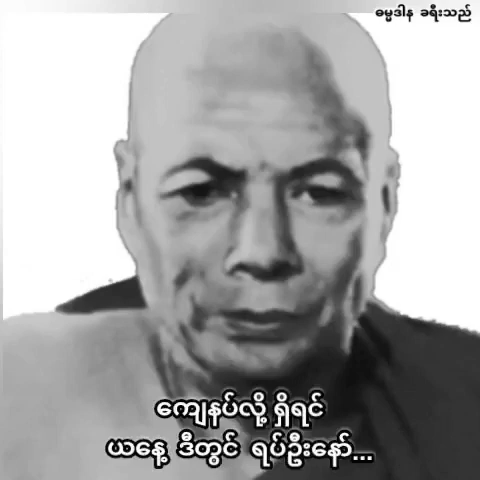 ဓမ္မဒါန ခရီးသည်
ကျေနပ်လို့ ရှိရင်
ယနေ့ ဒီတွင် ရပ်ဦးနော်...